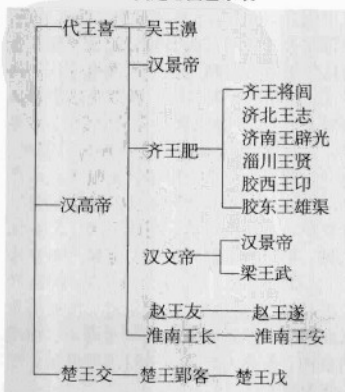 代王喜 吴王濞
汉景帝
齐王将闾
济北王志
齐王肥 济南王辟光
淄川王贤
胶西王卬
汉高帝 胶东王雄渠
汉文帝 汉景帝
梁王武
赵王友 赵王遂
淮南王长 淮南王安
楚王交 楚王郢客 楚王戊